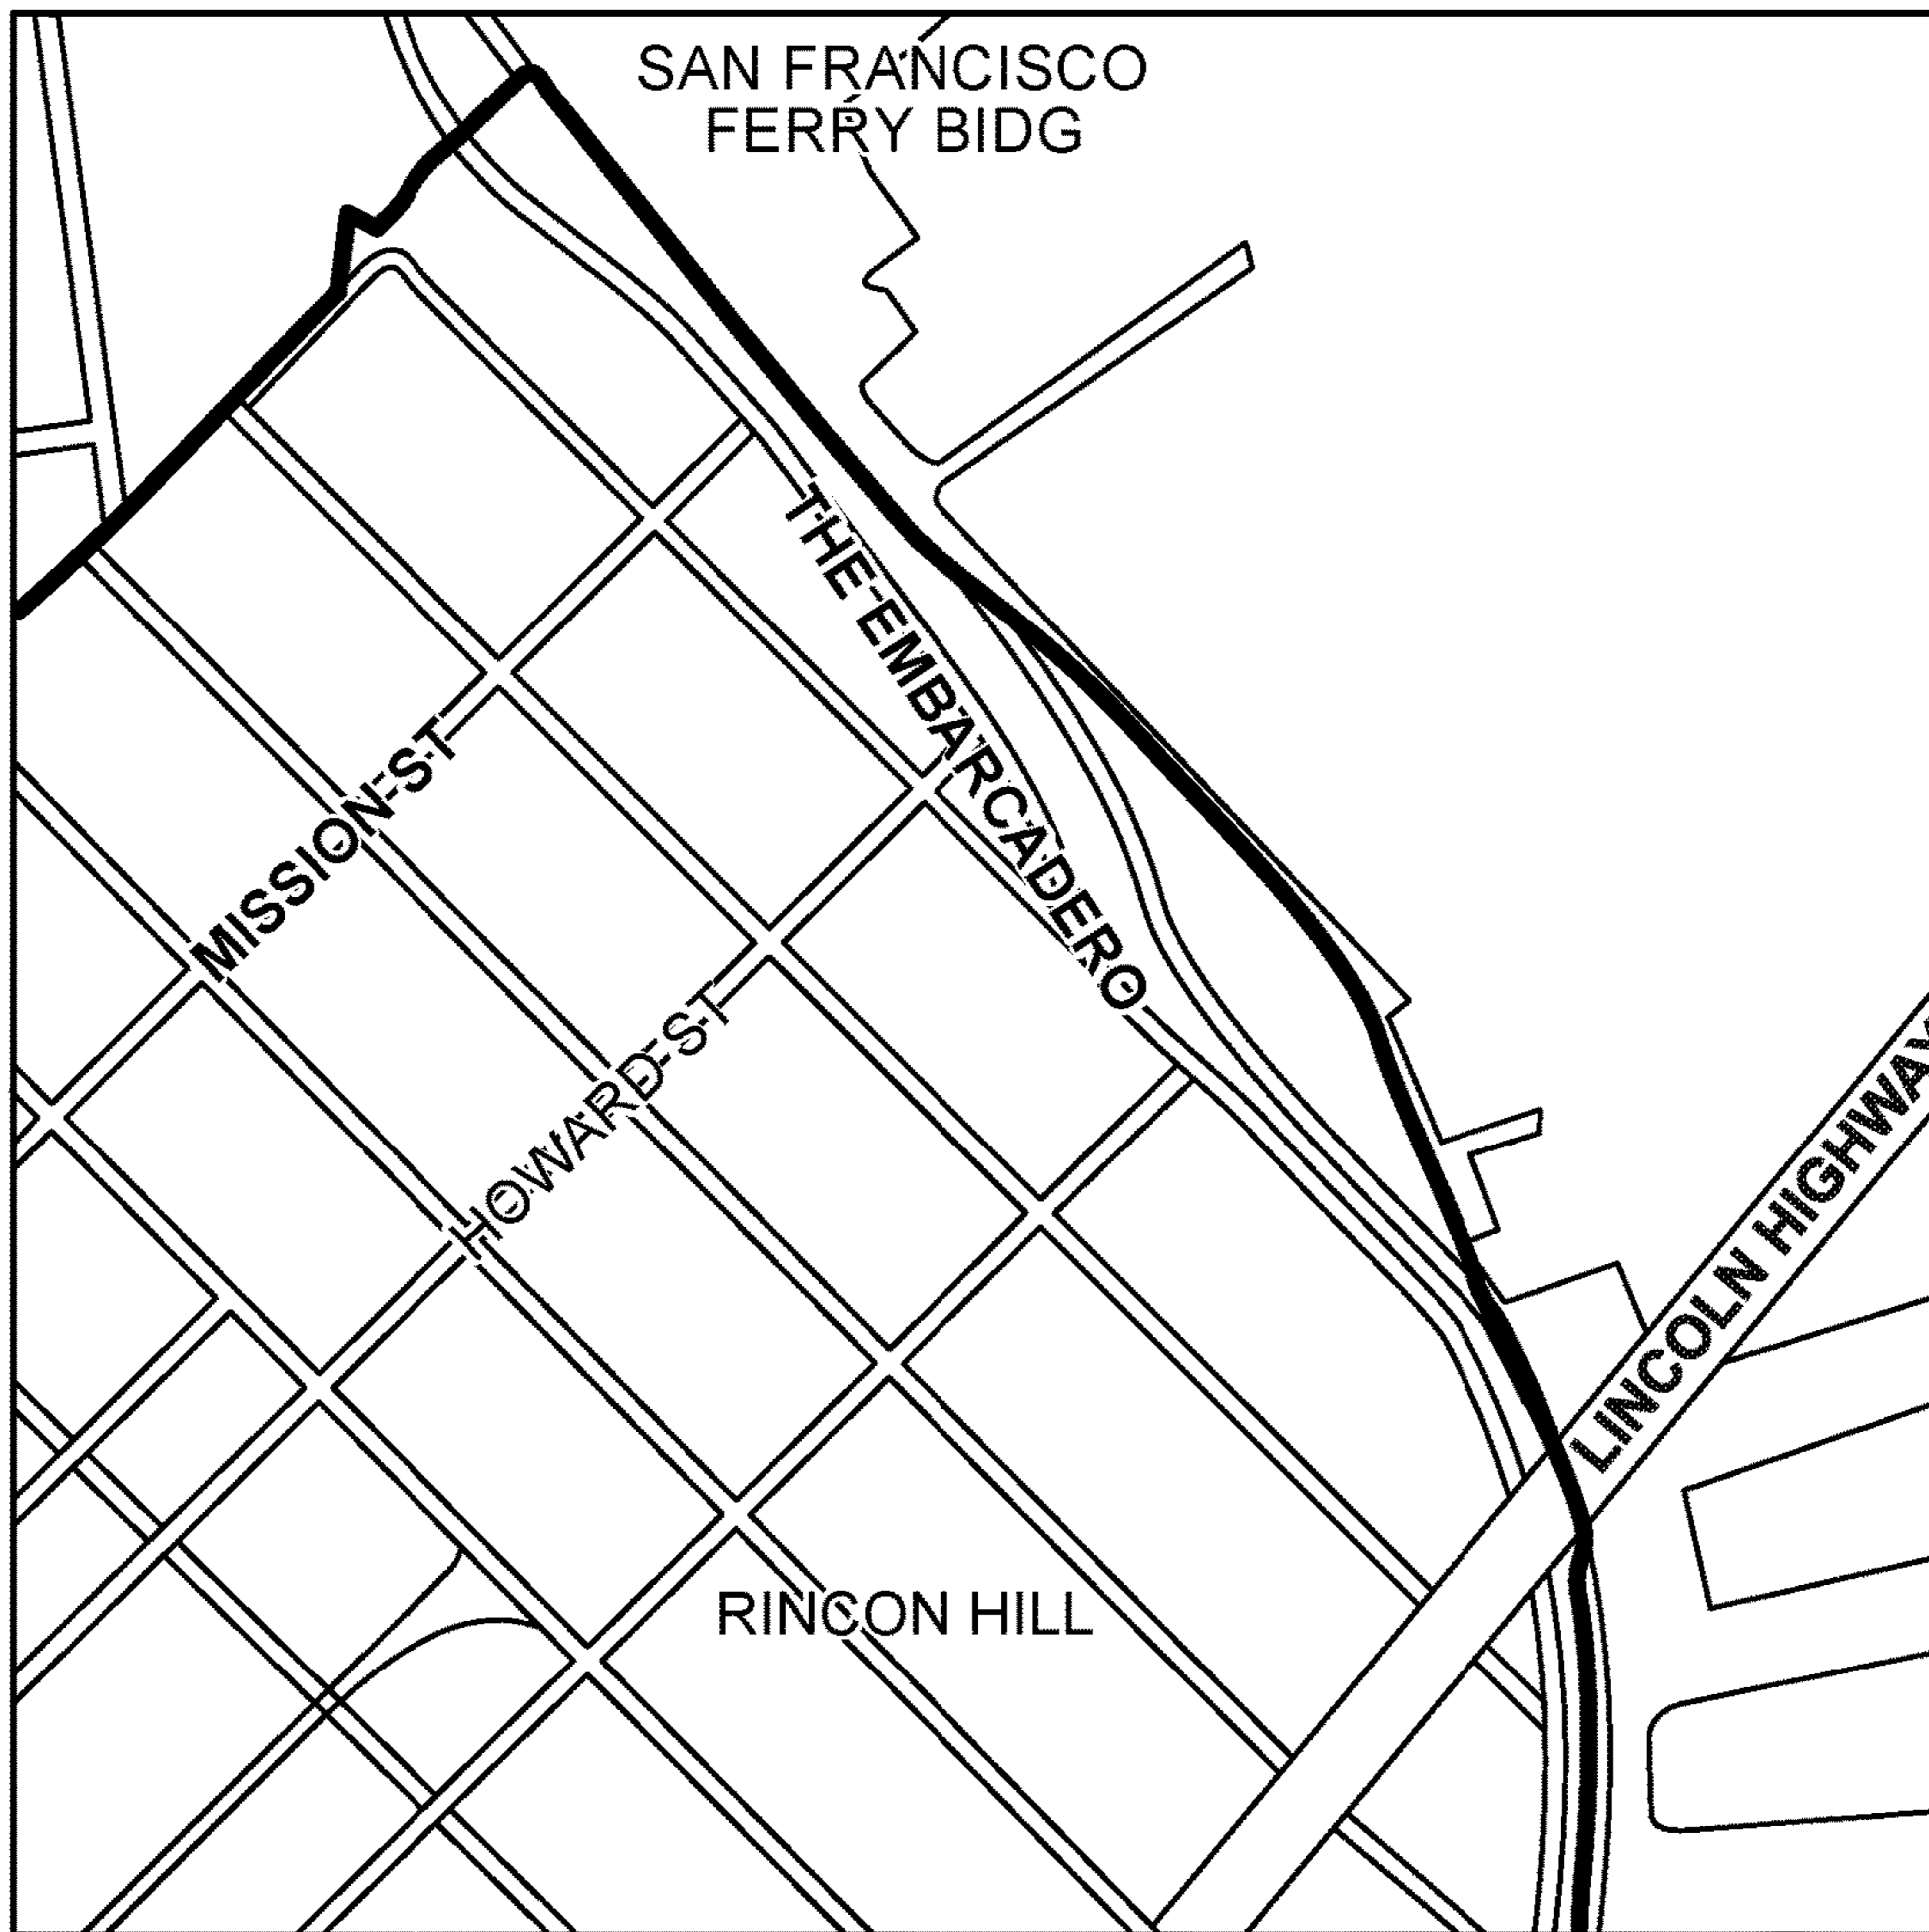 SAN FRANCISCO
FERRY BIDG
THE EMBARCADERO
MISSION ST
HOWARD ST
LINCOLN HIGHWAY
RINCON HILL